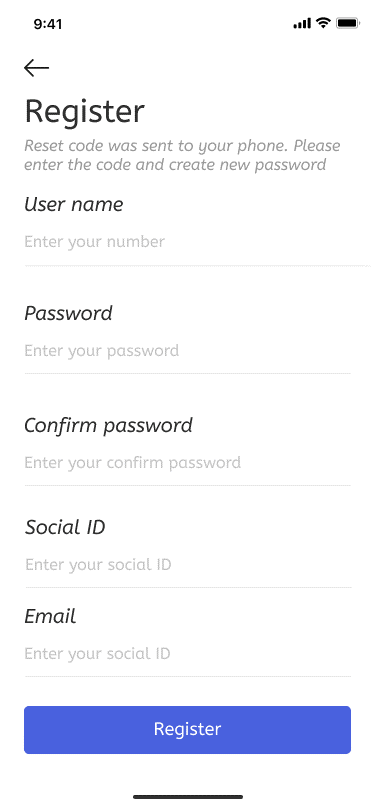 9:41
Register
Reset code was sent to your phone. Please
enter the code and create new password
User name
Enter your number
Password
Enter your password
Confirm password
Enter your confirm password
Social ID
Enter your social ID
Email
Enter your social ID
Register